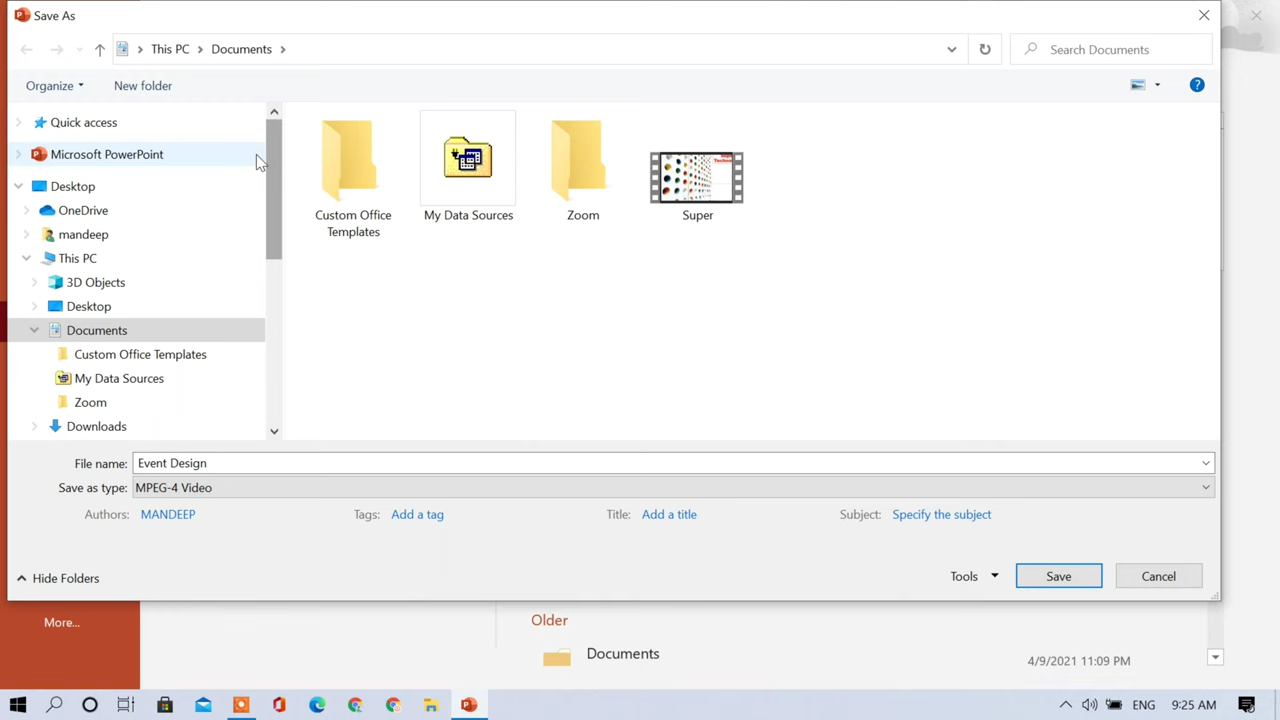 Save As
This PC > Documents >
Search Documents
Organize
New folder
Quick access
Microsoft PowerPoint
Desktop
OneDrive
mandeep
This PC
3D Objects
Desktop
Documents
Custom Office Templates
My Data Sources
Zoom
Downloads
Custom Office
Templates
My Data Sources
Zoom
Super
File name: Event Design
Save as type: MPEG-4 Video
Authors: MANDEEP
Tags: Add a tag
Title: Add a title
Subject: Specify the subject
Hide Folders
Tools
Save
Cancel
More...
Older
Documents
4/9/2021 11:09 PM
ENG
9:25 AM